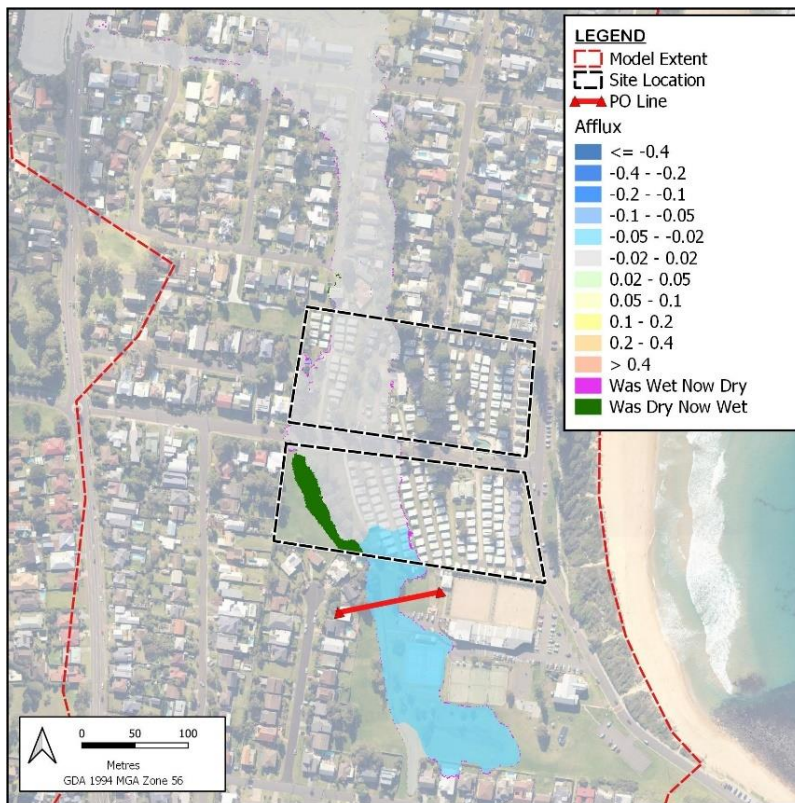 LEGEND
Model Extent
Site Location
PO Line
Afflux
<= -0.4
-0.4 - -0.2
-0.2 - -0.1
-0.1 - -0.05
-0.05 - -0.02
-0.02 - 0.02
0.02 - 0.05
0.05 - 0.1
0.1 - 0.2
0.2 - 0.4
> 0.4
Was Wet Now Dry
Was Dry Now Wet
0 50 100
Metres
GDA 1994 MGA Zone 56